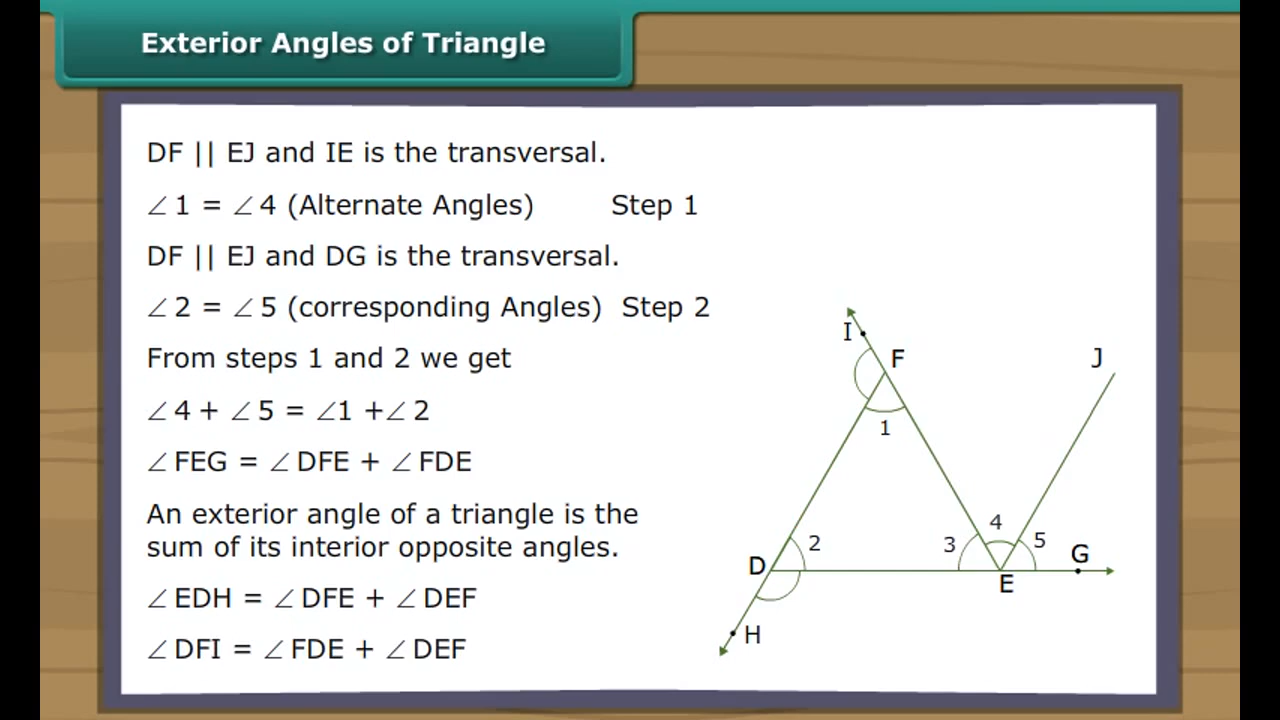 Exterior Angles of Triangle
DF || EJ and IE is the transversal.
∠1 = ∠4 (Alternate Angles) Step 1
DF || EJ and DG is the transversal.
∠2 = ∠5 (corresponding Angles) Step 2
From steps 1 and 2 we get
∠4 + ∠5 = ∠1 +∠2
∠FEG = ∠DFE + ∠FDE
An exterior angle of a triangle is the
sum of its interior opposite angles.
∠EDH = ∠DFE + ∠DEF
∠DFI = ∠FDE + ∠DEF
I
F
J
1
4
2
3
5
G
D
E
H